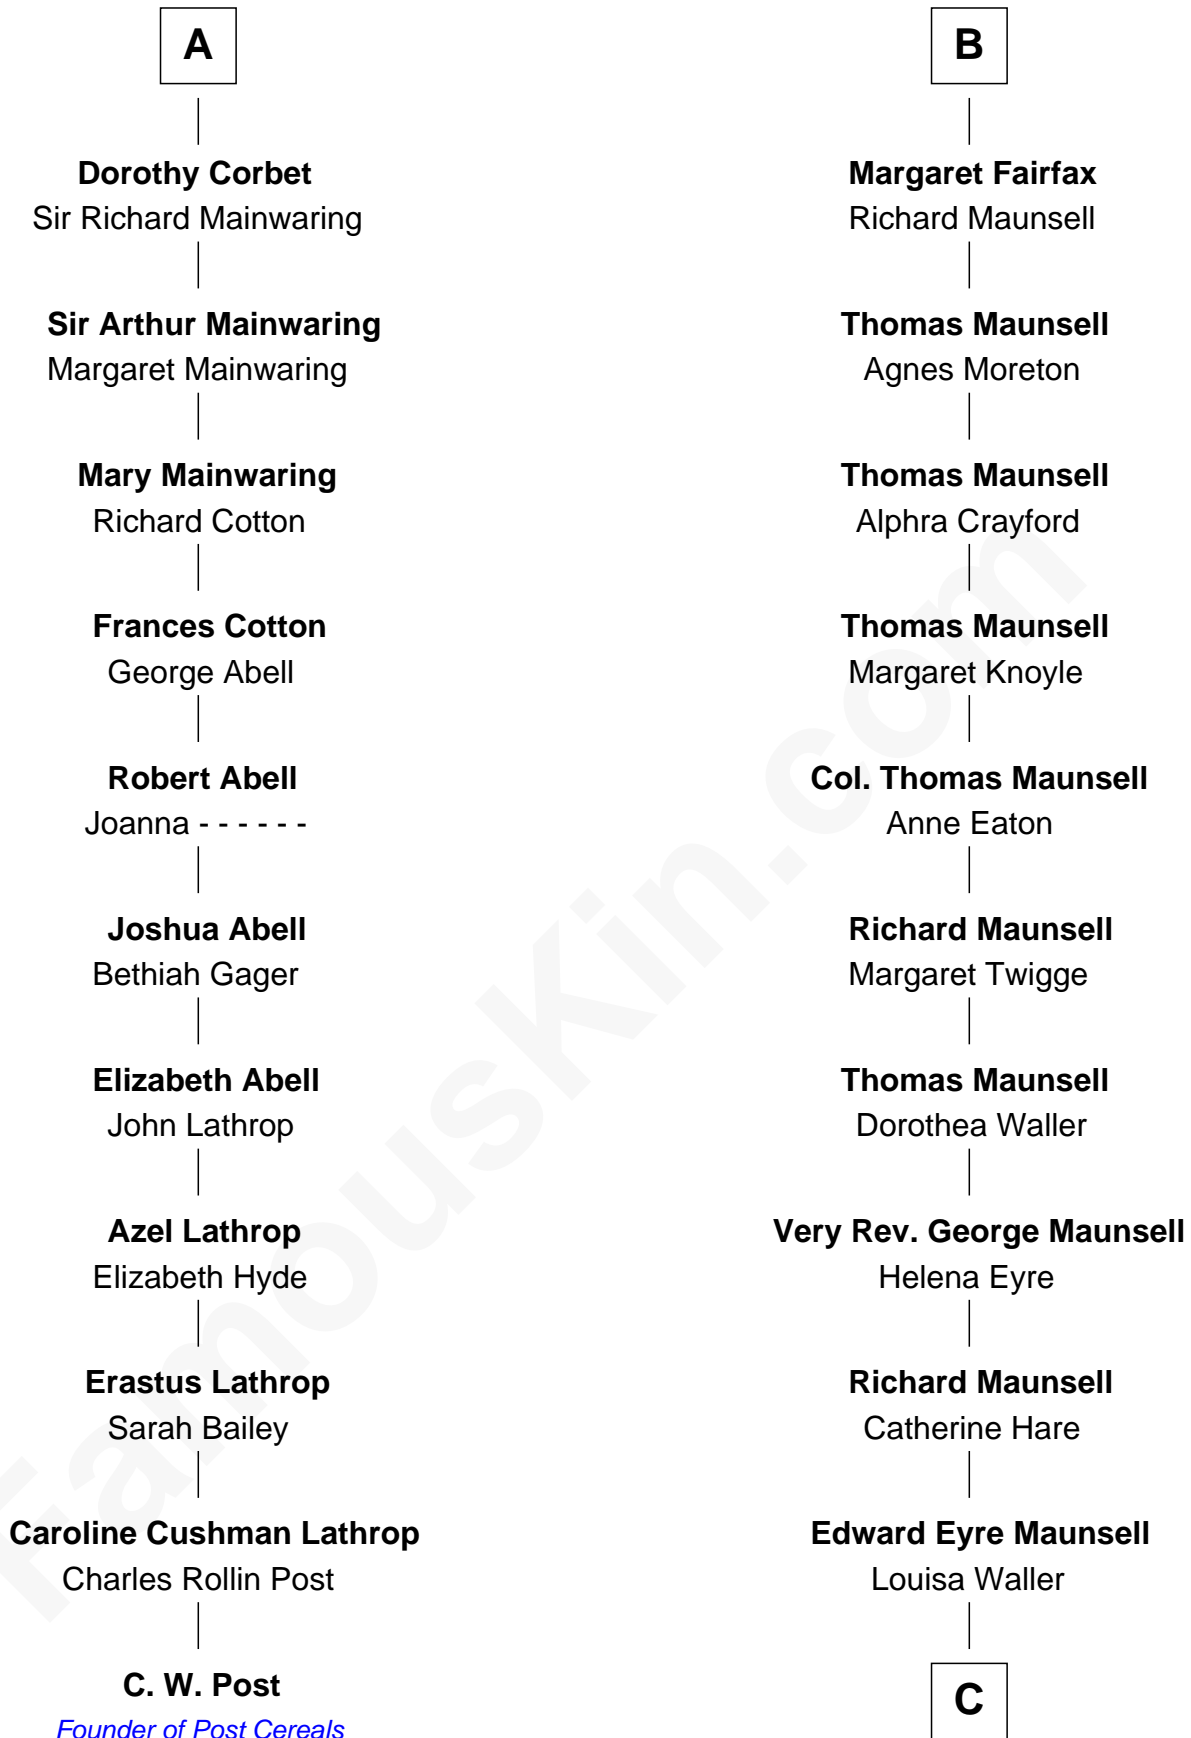 A
Dorothy Corbet
Sir Richard Mainwaring
Sir Arthur Mainwaring
Margaret Mainwaring
Mary Mainwaring
Richard Cotton
Frances Cotton
George Abell
Robert Abell
Joanna - - - - - -
Joshua Abell
Bethiah Gager
Elizabeth Abell
John Lathrop
Azel Lathrop
Elizabeth Hyde
Erastus Lathrop
Sarah Bailey
Caroline Cushman Lathrop
Charles Rollin Post
C. W. Post
Founder of Post Cereals
B
Margaret Fairfax
Richard Maunsell
Thomas Maunsell
Agnes Moreton
Thomas Maunsell
Alphra Crayford
Thomas Maunsell
Margaret Knoyle
Col. Thomas Maunsell
Anne Eaton
Richard Maunsell
Margaret Twigge
Thomas Maunsell
Dorothea Waller
Very Rev. George Maunsell
Helena Eyre
Richard Maunsell
Catherine Hare
Edward Eyre Maunsell
Louisa Waller
C
FamousKin.com